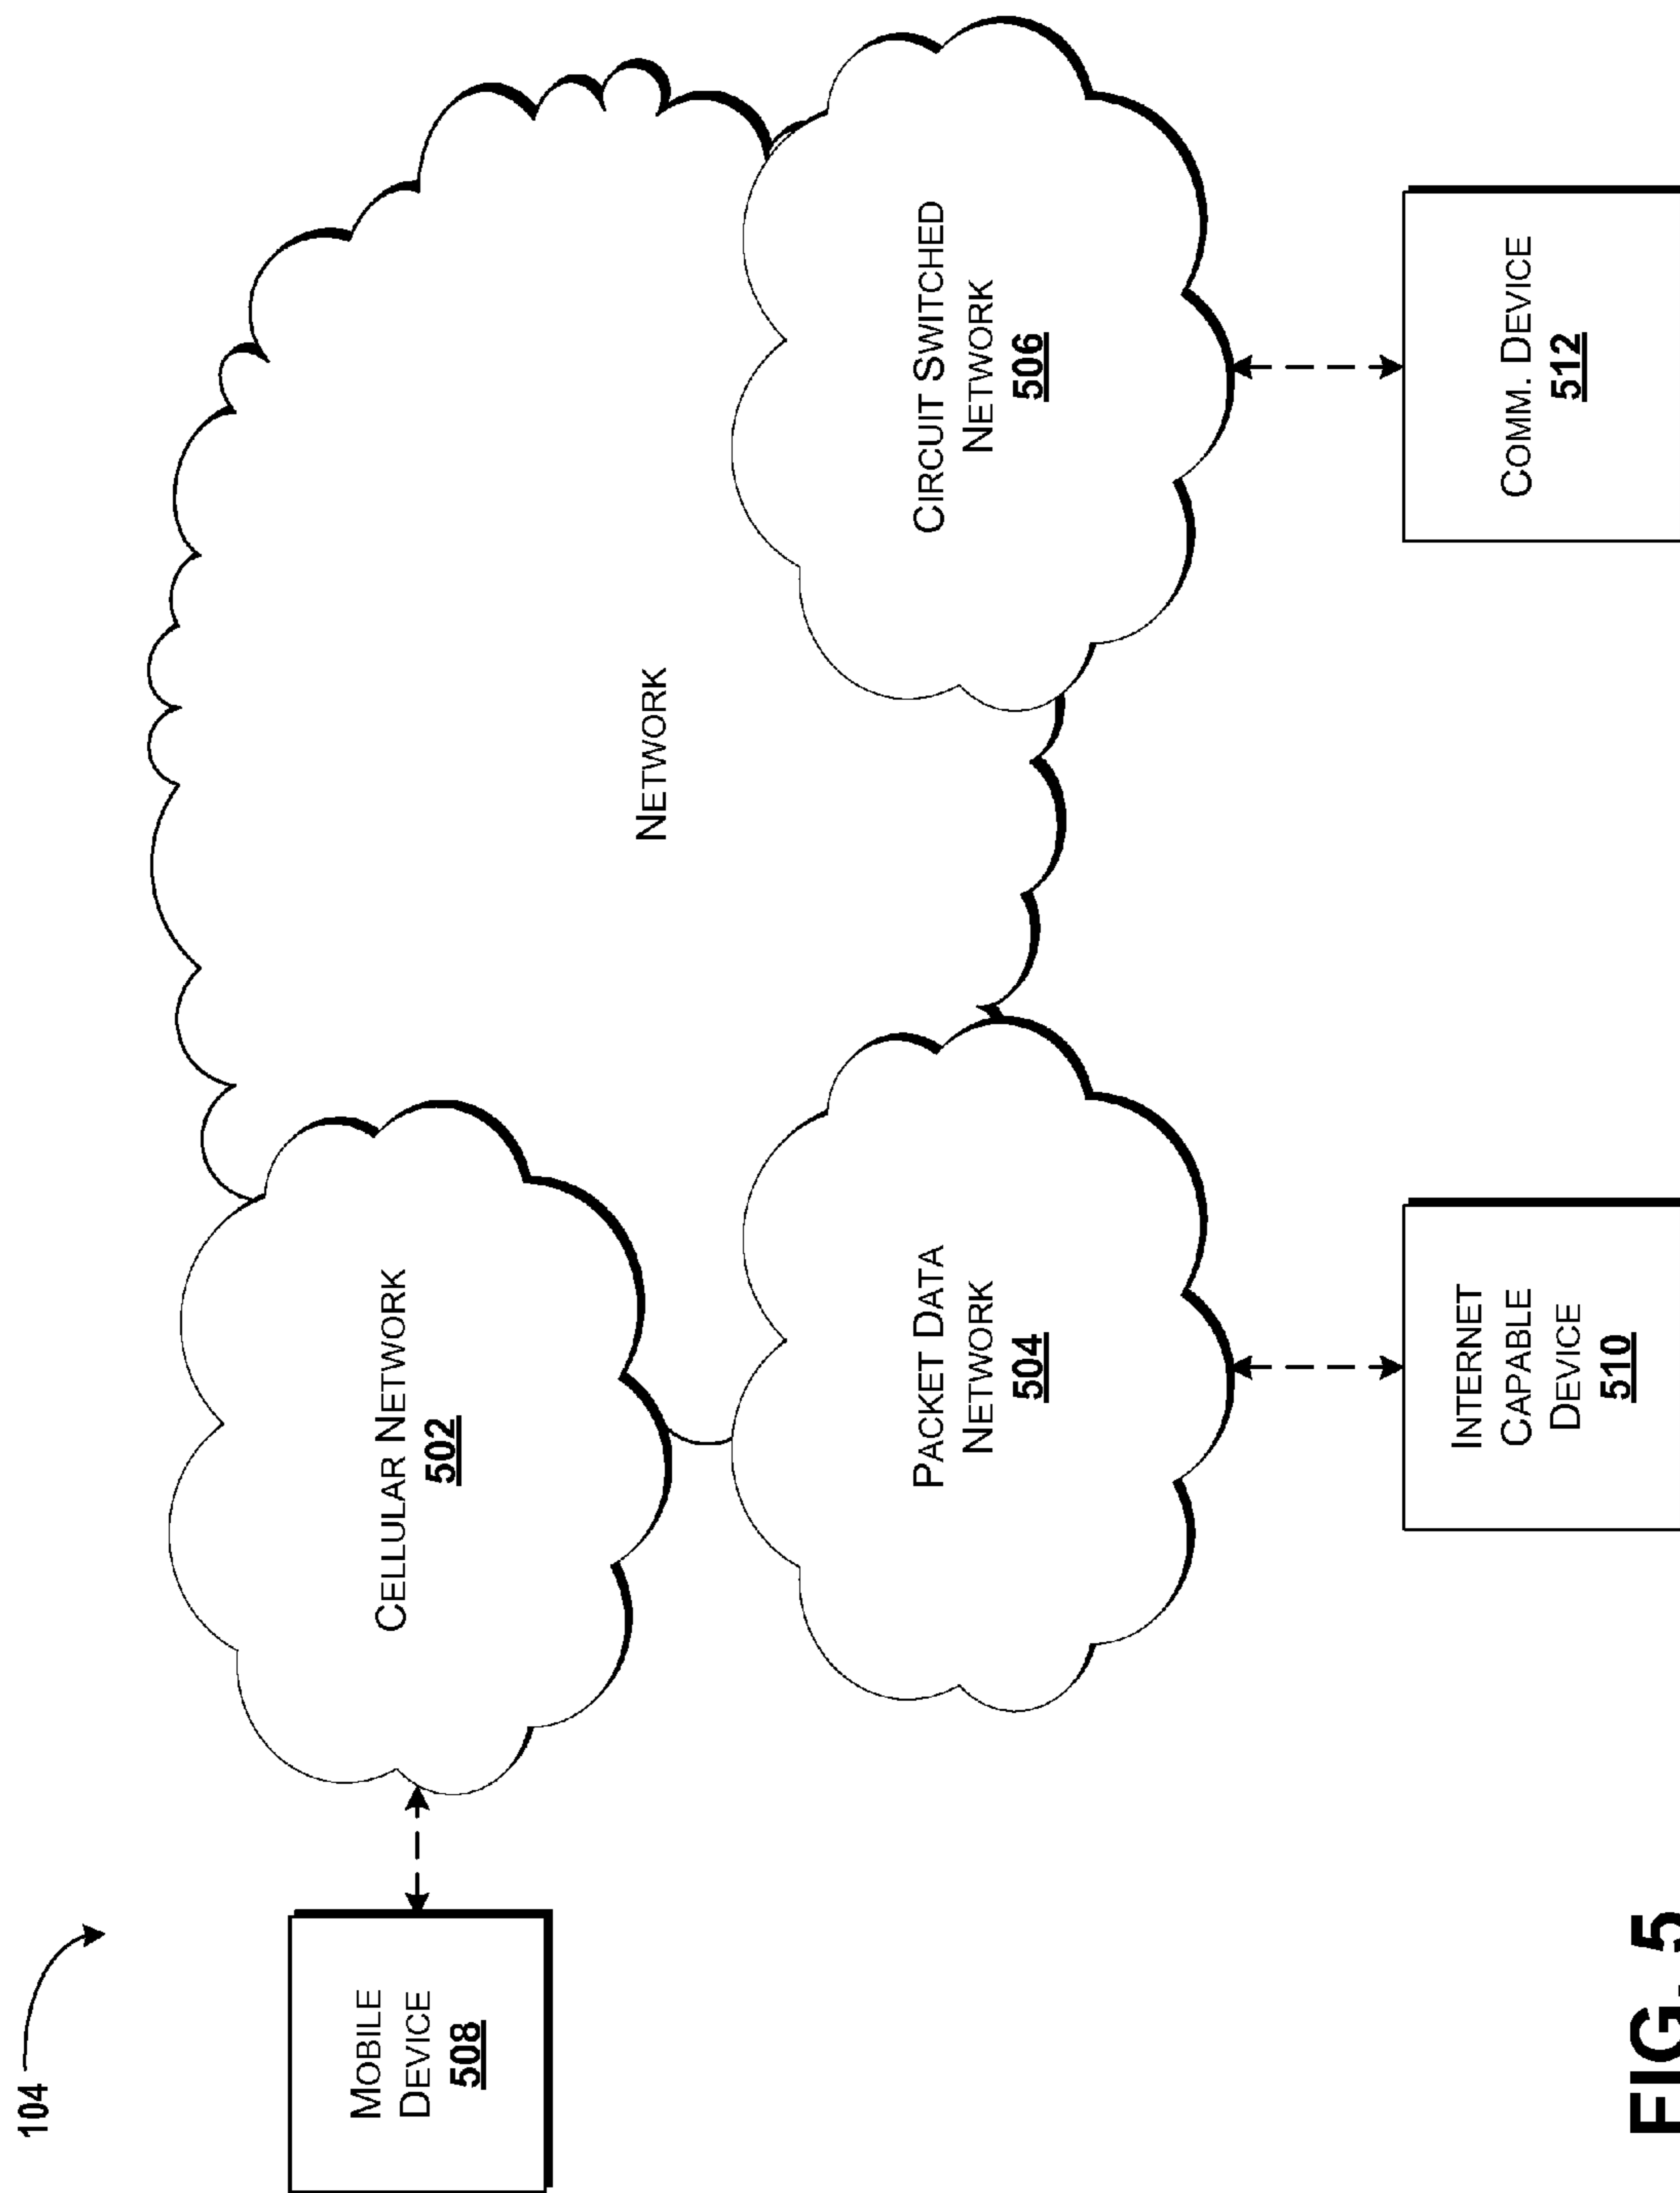 104
MOBILE
DEVICE
508
CELLULAR NETWORK
502
NETWORK
PACKET DATA
NETWORK
504
CIRCUIT SWITCHED
NETWORK
506
INTERNET
CAPABLE
DEVICE
510
COMM. DEVICE
512
FIG. 5